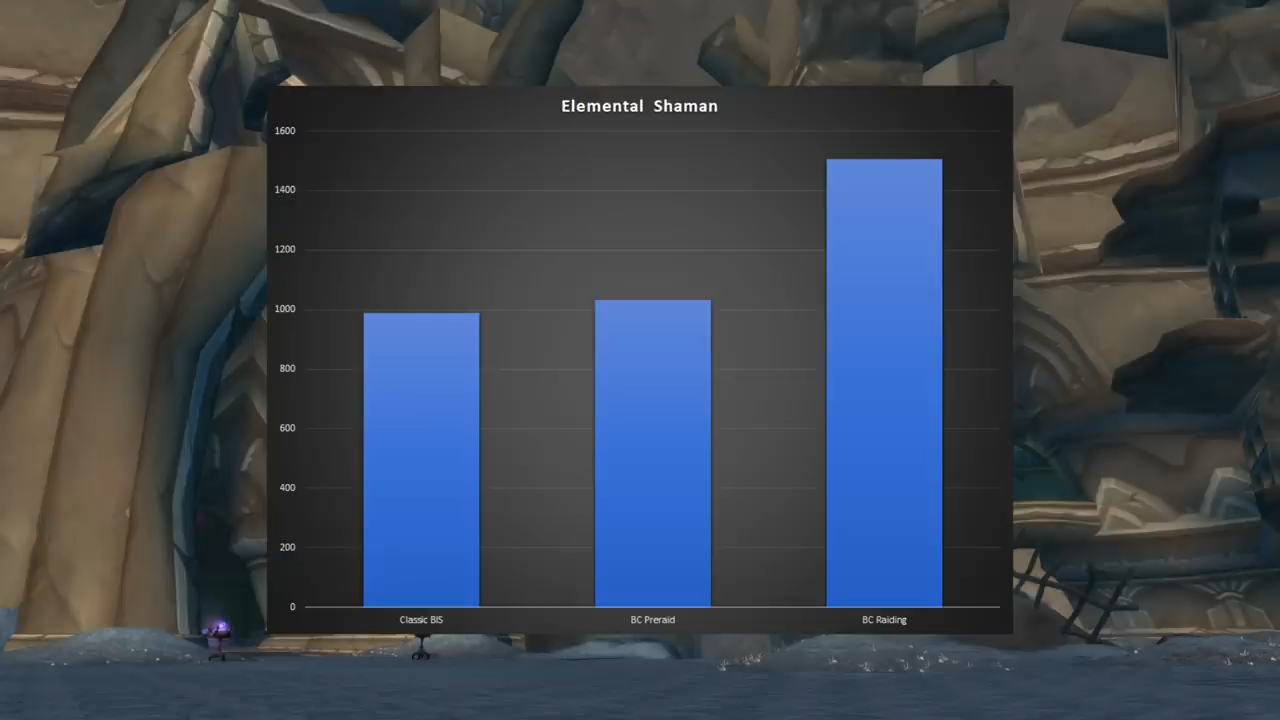 Elemental Shaman
1600
1400
1200
1000
800
600
400
200
0
Classic BIS
BC Preraid
BC Raiding